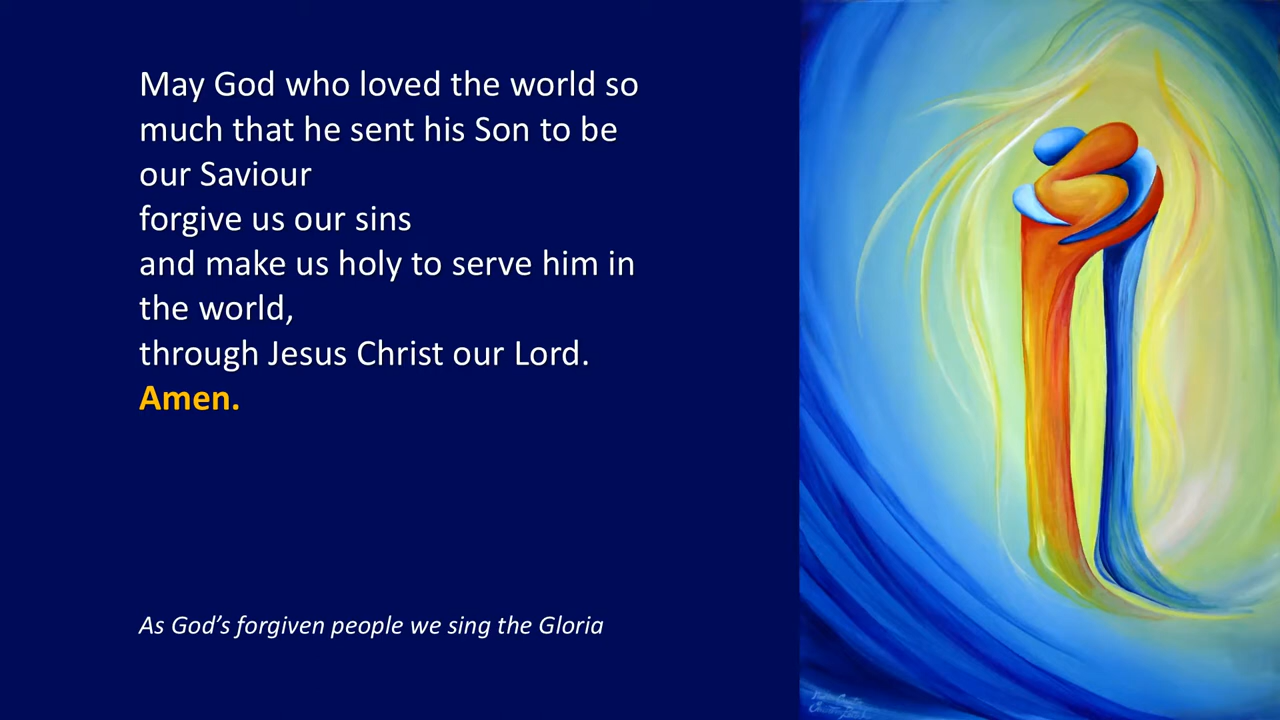 May God who loved the world so
much that he sent his Son to be
our Saviour
forgive us our sins
and make us holy to serve him in
the world,
through Jesus Christ our Lord.
Amen.
As God’s forgiven people we sing the Gloria